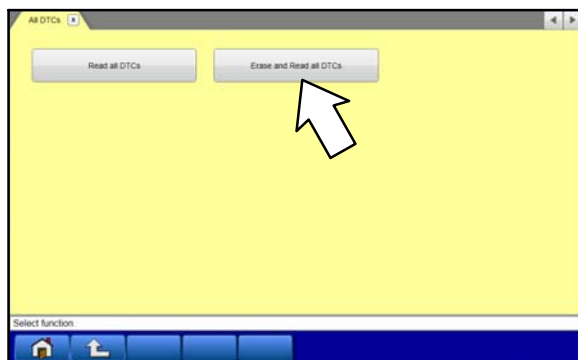 All DTCs x
Read all DTCs
Erase and Read all DTCs
Select function.